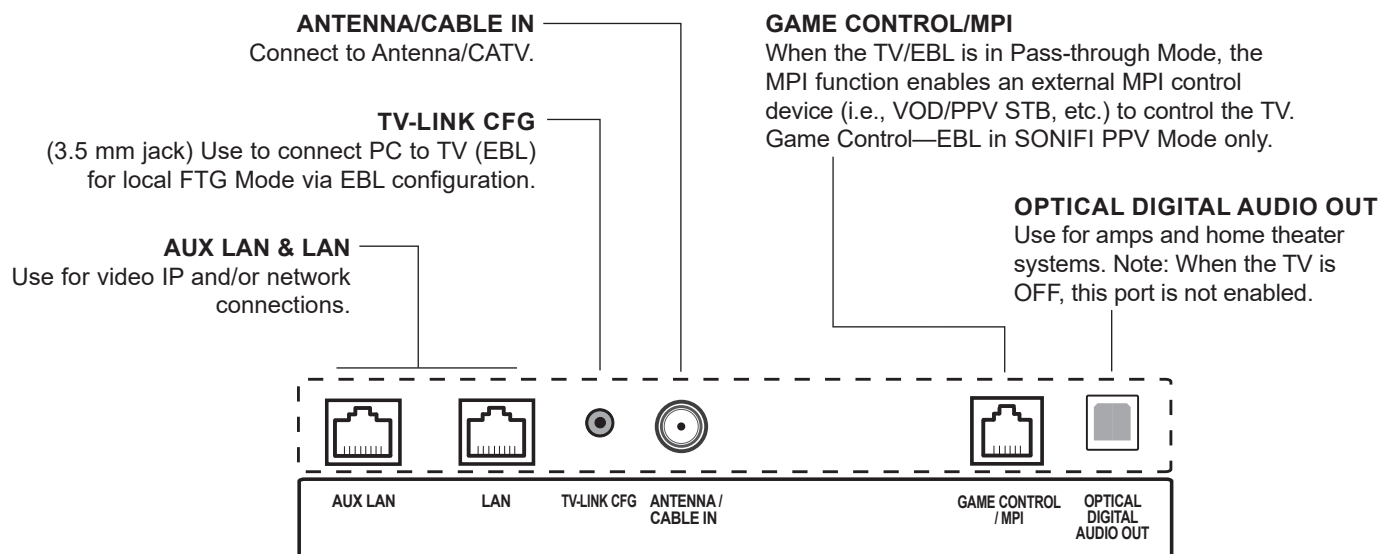 ANTENNA/CABLE IN
Connect to Antenna/CATV.
TV-LINK CFG
(3.5 mm jack) Use to connect PC to TV (EBL)
for local FTG Mode via EBL configuration.
AUX LAN & LAN
Use for video IP and/or network
connections.
GAME CONTROL/MPI
When the TV/EBL is in Pass-through Mode, the
MPI function enables an external MPI control
device (i.e., VOD/PPV STB, etc.) to control the TV.
Game Control—EBL in SONIFI PPV Mode only.
OPTICAL DIGITAL AUDIO OUT
Use for amps and home theater
systems. Note: When the TV is
OFF, this port is not enabled.
AUX LAN
LAN
TV-LINK CFG
ANTENNA /
CABLE IN
GAME CONTROL
/ MPI
OPTICAL
DIGITAL
AUDIO OUT